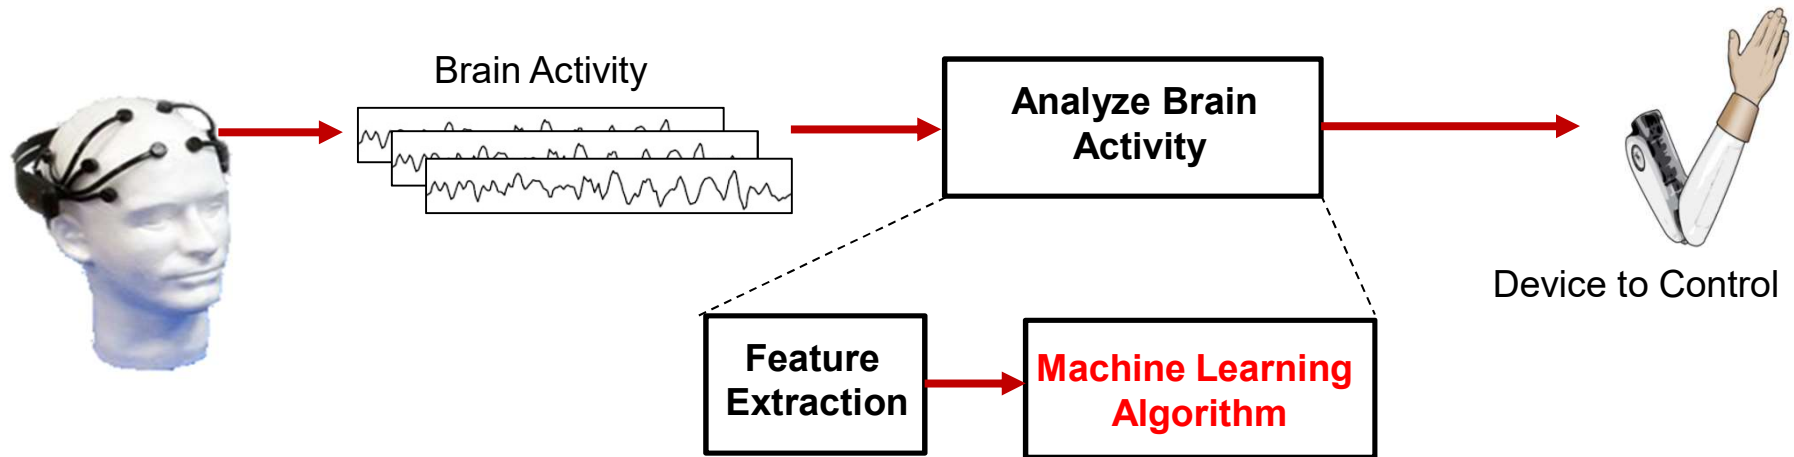 Brain Activity
Analyze Brain
Activity
Device to Control
Feature
Extraction
Machine Learning
Algorithm